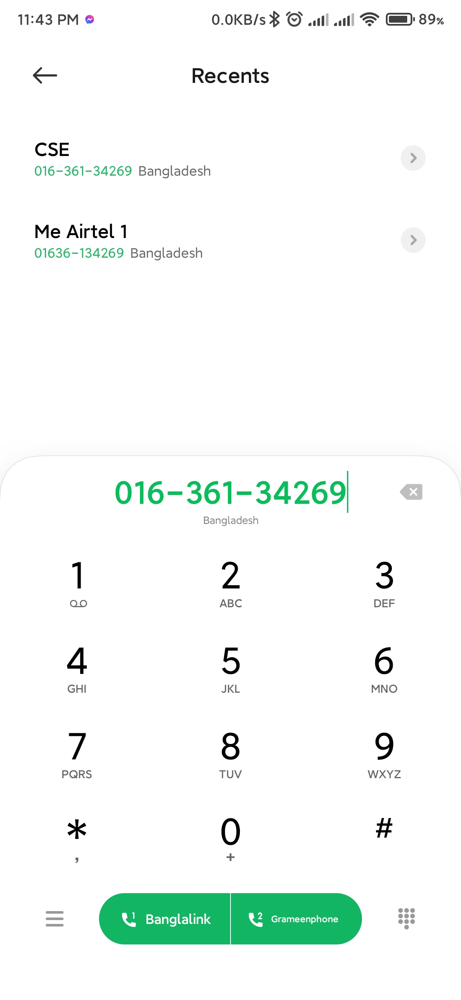 11:43 PM 0.0KB/s 89%
Recents
CSE
016-361-34269 Bangladesh
Me Airtel 1
01636-134269 Bangladesh
016-361-34269
Bangladesh
1 2 3
ABC DEF
4 5 6
GHI JKL MNO
7 8 9
PQRS TUV WXYZ
* 0 #
, +
1 Banglalink 2 Grameenphone